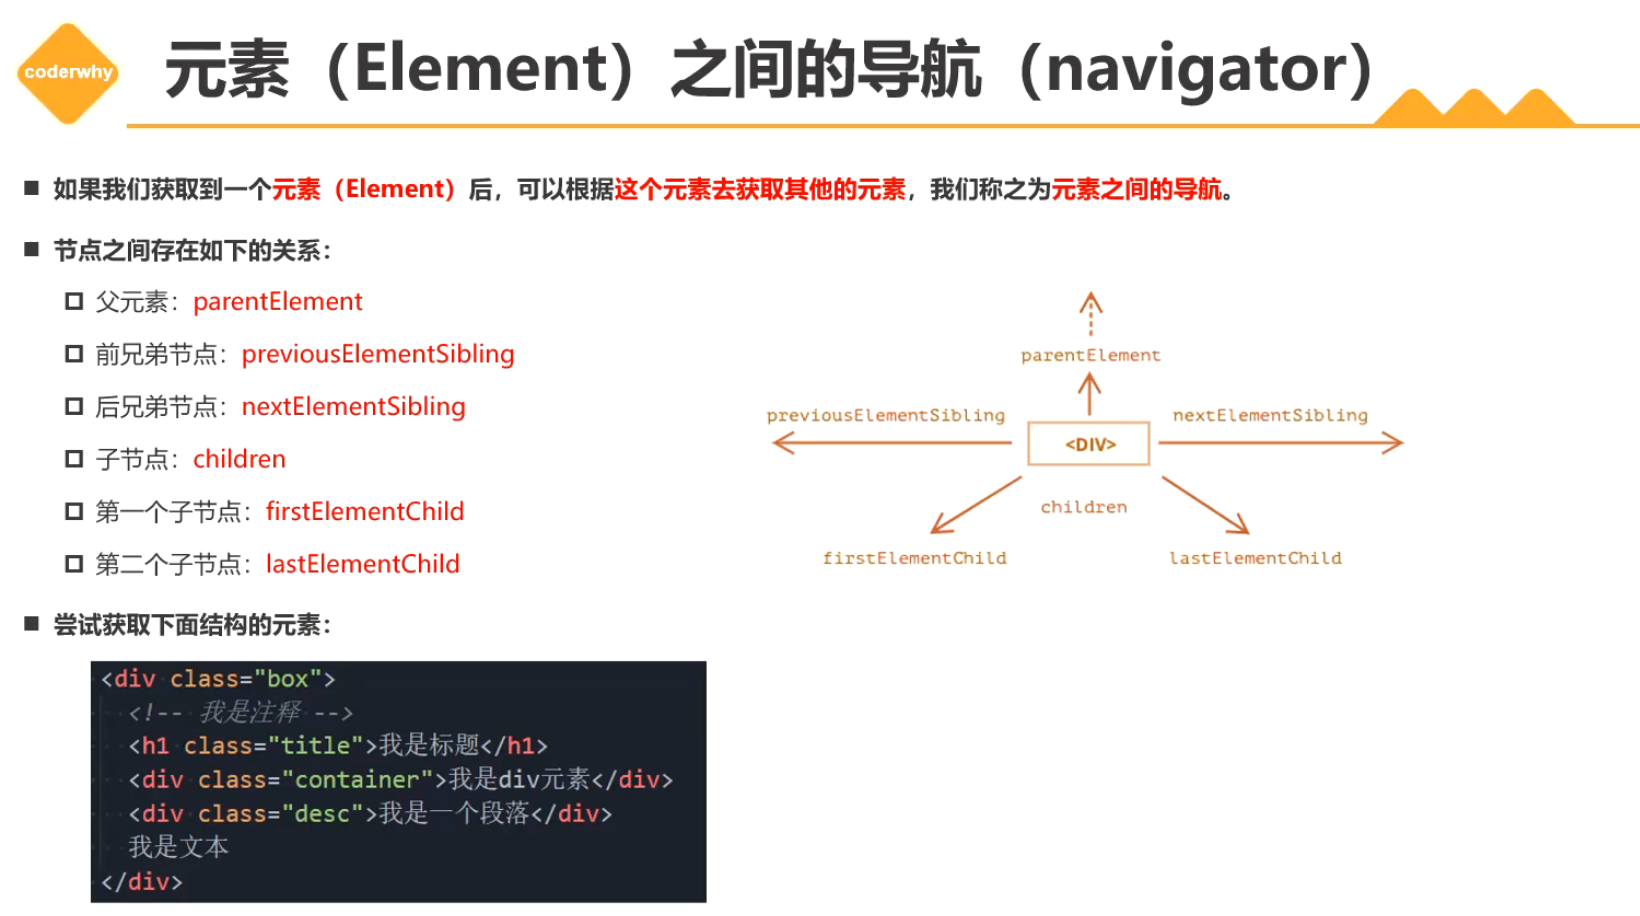 coderwhy
元素（Element）之间的导航（navigator）
如果我们获取到一个元素（Element）后，可以根据这个元素去获取其他的元素，我们称之为元素之间的导航。
节点之间存在如下的关系：
父元素：parentElement
前兄弟节点：previousElementSibling
后兄弟节点：nextElementSibling
子节点：children
第一个子节点：firstElementChild
第二个子节点：lastElementChild
parentElement
previousElementSibling
nextElementSibling
<DIV>
children
firstElementChild
lastElementChild
尝试获取下面结构的元素：
<div class="box">
<!-- 我是注释 -->
<h1 class="title">我是标题</h1>
<div class="container">我是div元素</div>
<div class="desc">我是一个段落</div>
我是文本
</div>